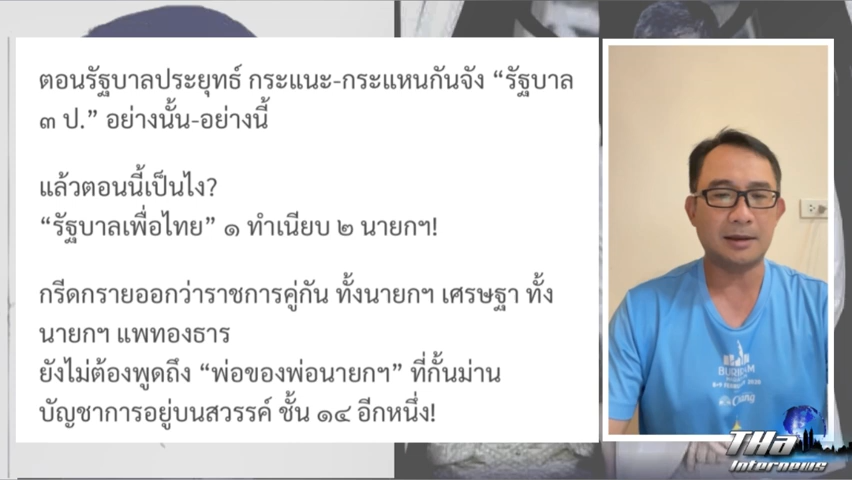 ตอนรัฐบาลประยุทธ์ กระแนะ-กระแหนกันจัง “รัฐบาล
๓ ป.” อย่างนั้น-อย่างนี้
แล้วตอนนี้เป็นไง?
“รัฐบาลเพื่อไทย” ๑ ทำเนียบ ๒ นายกฯ!
กรีดกรายออกว่าราชการคู่กัน ทั้งนายกฯ เศรษฐา ทั้ง
นายกฯ แพทองธาร
ยังไม่ต้องพูดถึง “พ่อของพ่อนายกฯ” ที่กั้นม่าน
บัญชาการอยู่บนสวรรค์ ชั้น ๑๔ อีกหนึ่ง!
BURIRAM
Chang
THa
Internews